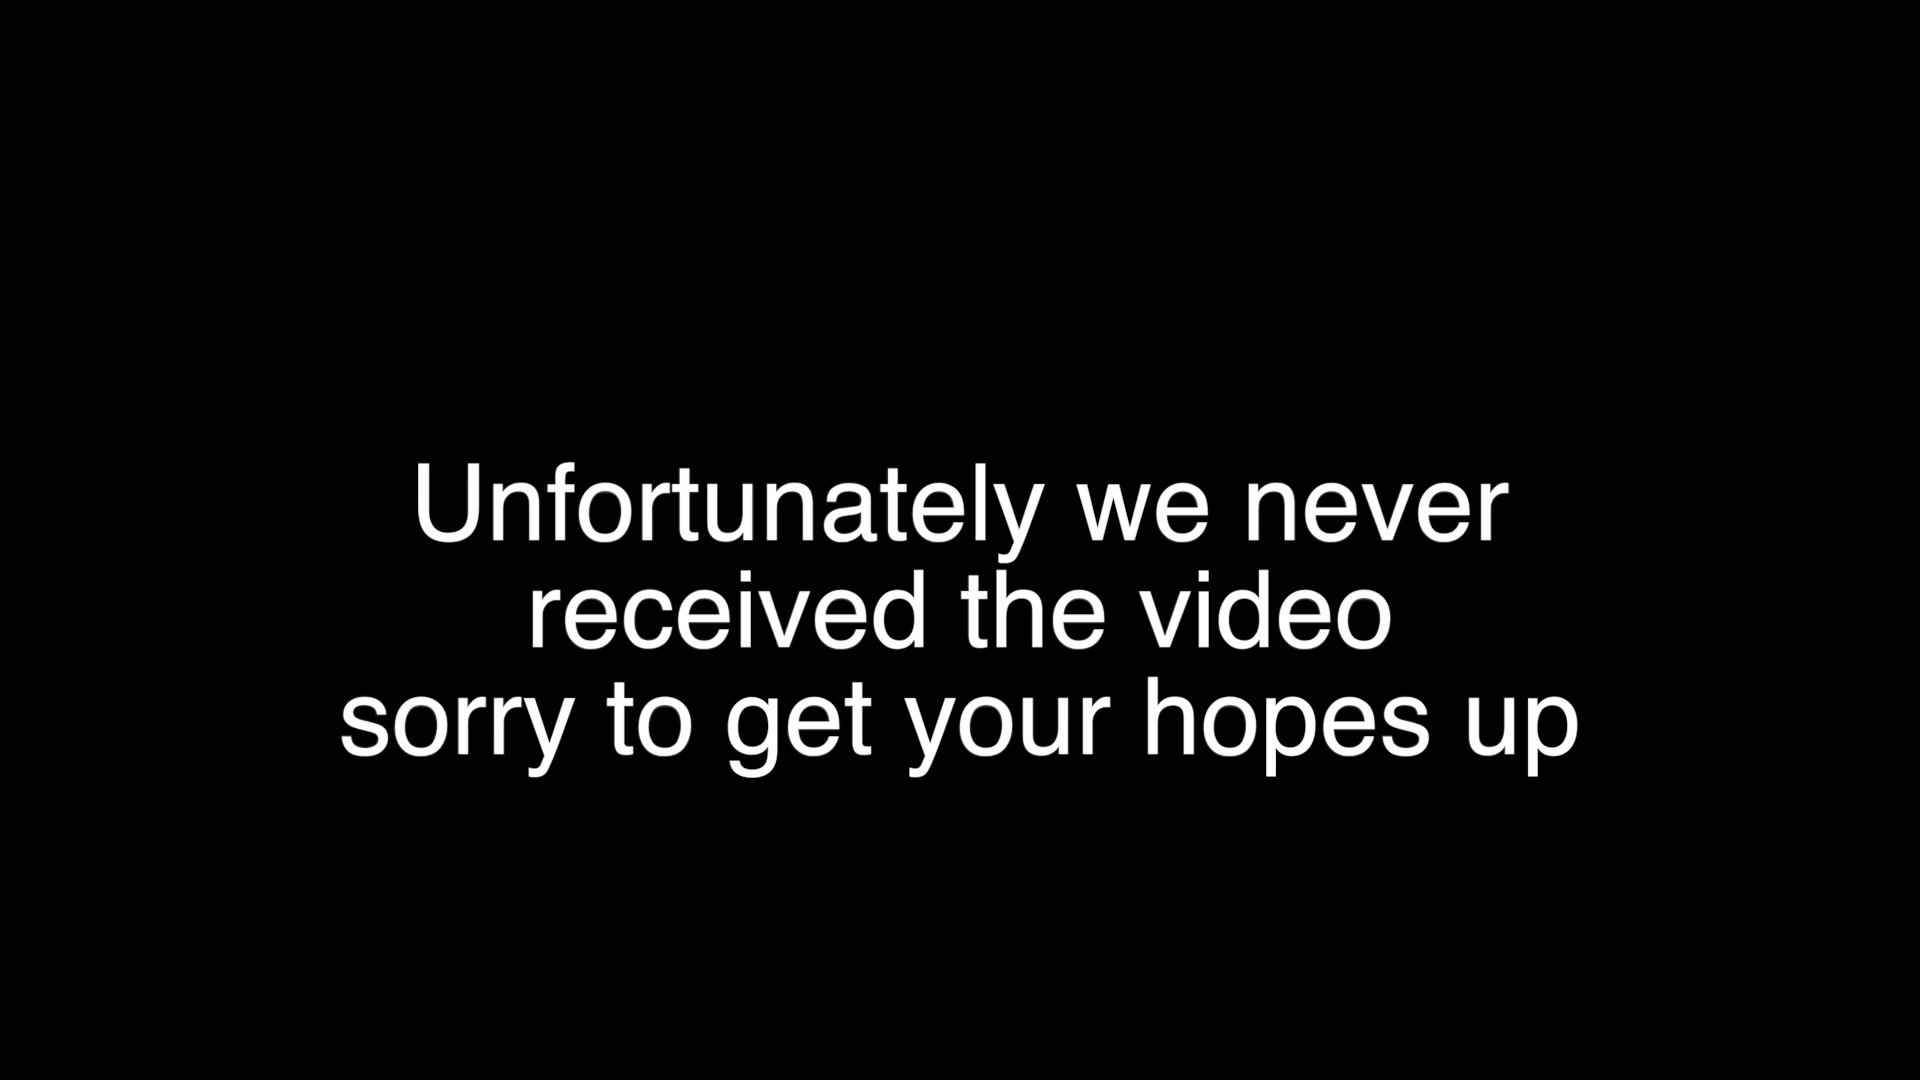 Unfortunately we never
received the video
sorry to get your hopes up